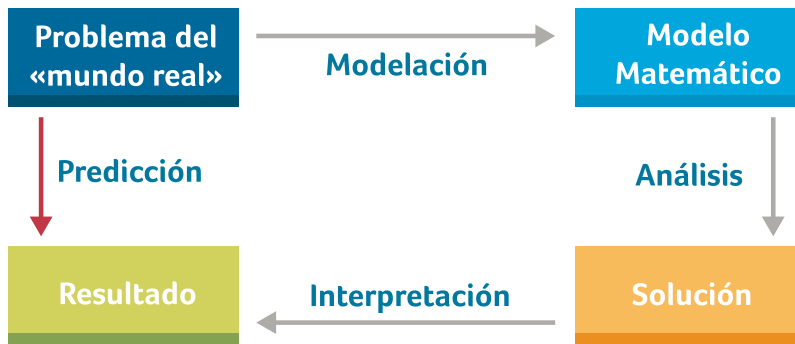 Problema del
«mundo real»
Modelación
Modelo
Matemático
Predicción
Análisis
Resultado
Interpretación
Solución